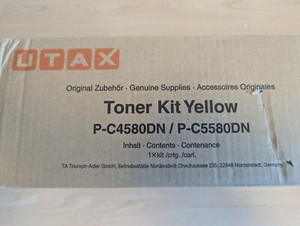 UTAX
Original Zubehör · Genuine Supplies · Accessoires Originales
Toner Kit Yellow
P-C4580DN / P-C5580DN
Inhalt · Contents · Contenance
1×kit /crtg. /cart.
TA Triumph-Adler GmbH, Betriebsstätte Norderstedt Ohechaussee 235, 22848 Norderstedt, Germany